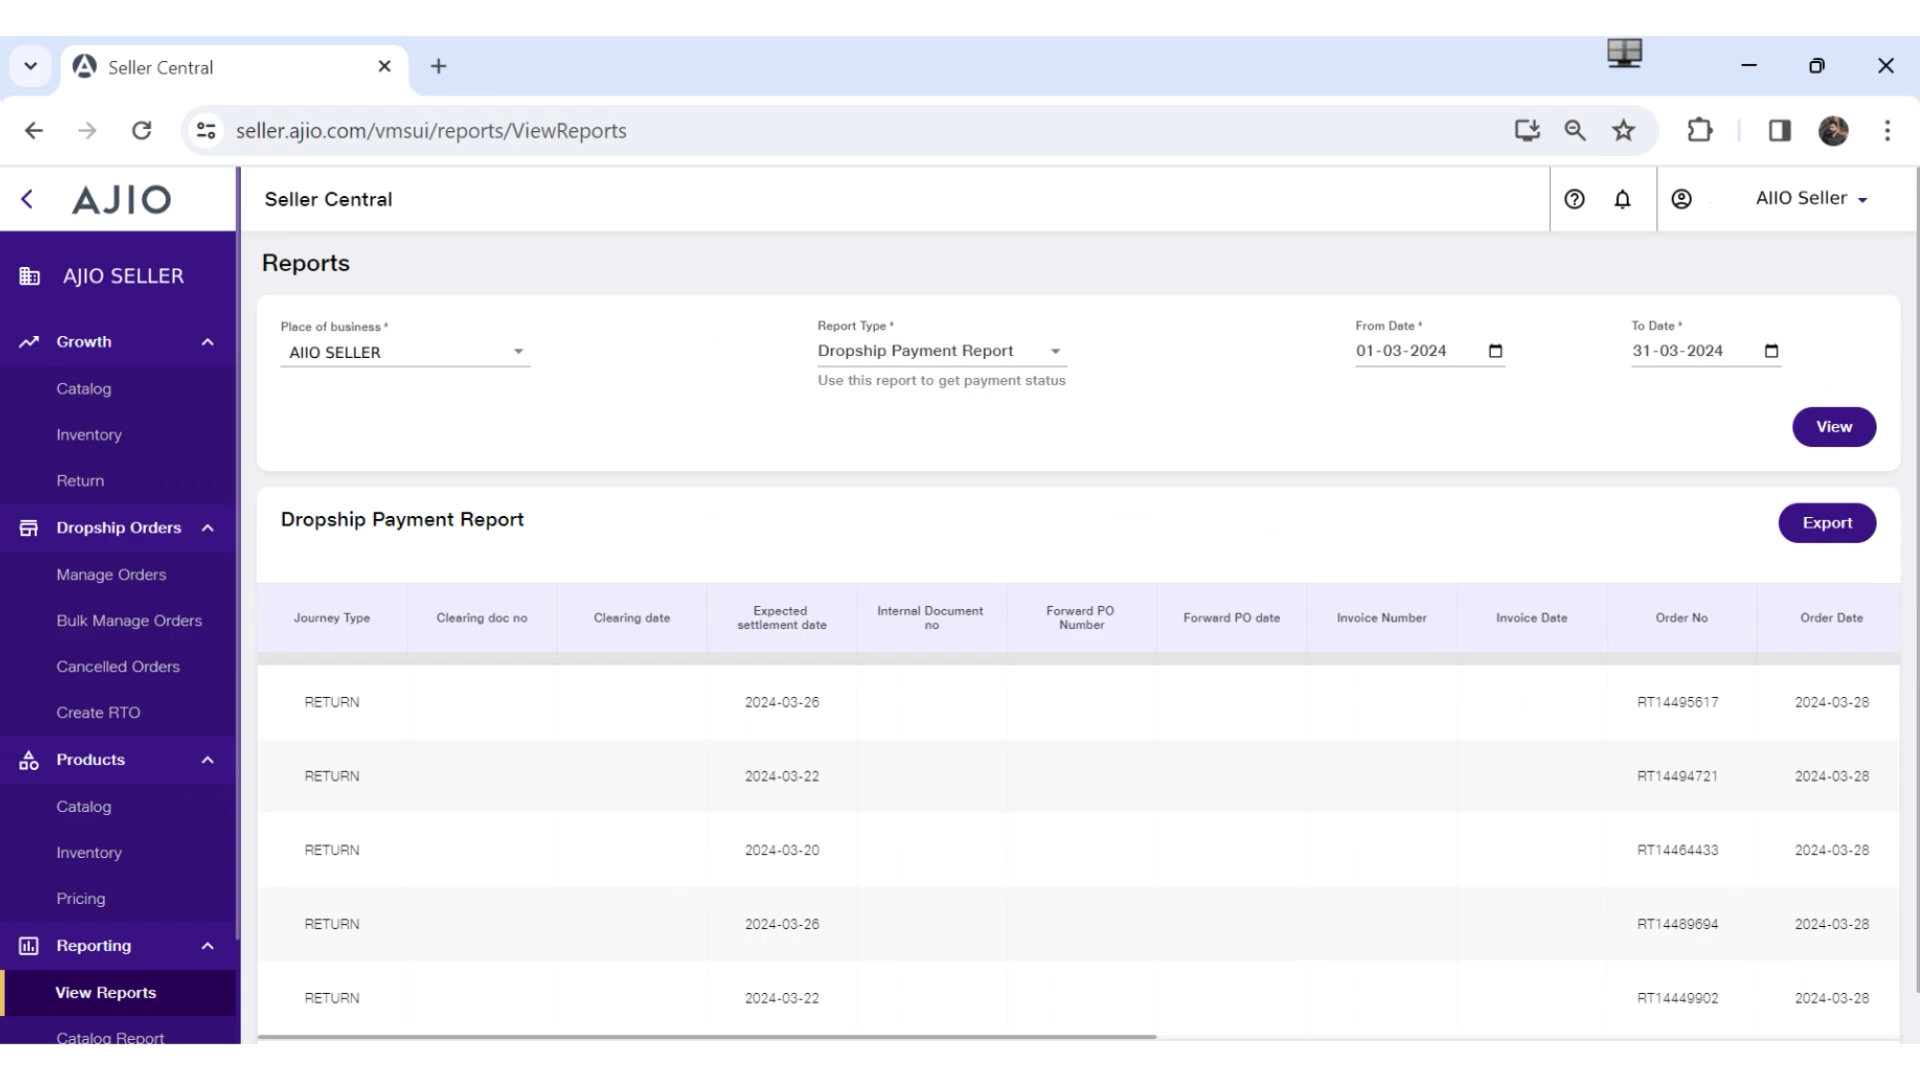 Seller Central
seller.ajio.com/vmsui/reports/ViewReports
AJIO
Seller Central
AIIO Seller
AJIO SELLER
Growth
Catalog
Inventory
Return
Dropship Orders
Manage Orders
Bulk Manage Orders
Cancelled Orders
Create RTO
Products
Catalog
Inventory
Pricing
Reporting
View Reports
Catalog Report
Reports
Place of business *
AIIO SELLER
Report Type *
Dropship Payment Report
Use this report to get payment status
From Date *
01-03-2024
To Date *
31-03-2024
View
Dropship Payment Report
Export
Journey Type Clearing doc no Clearing date Expected settlement date Internal Document no Forward PO Number Forward PO date Invoice Number Invoice Date Order No Order Date
RETURN 2024-03-26 RT14495617 2024-03-28
RETURN 2024-03-22 RT14494721 2024-03-28
RETURN 2024-03-20 RT14464433 2024-03-28
RETURN 2024-03-26 RT14489694 2024-03-28
RETURN 2024-03-22 RT14449902 2024-03-28